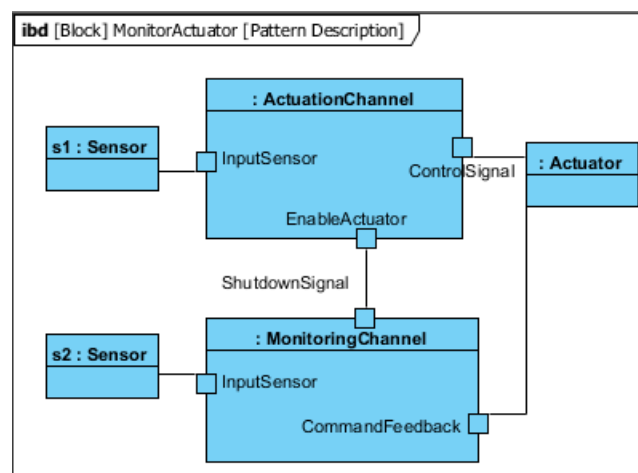 ibd [Block] MonitorActuator [Pattern Description]
: ActuationChannel
s1 : Sensor
InputSensor
: Actuator
ControlSignal
EnableActuator
ShutdownSignal
: MonitoringChannel
s2 : Sensor
InputSensor
CommandFeedback